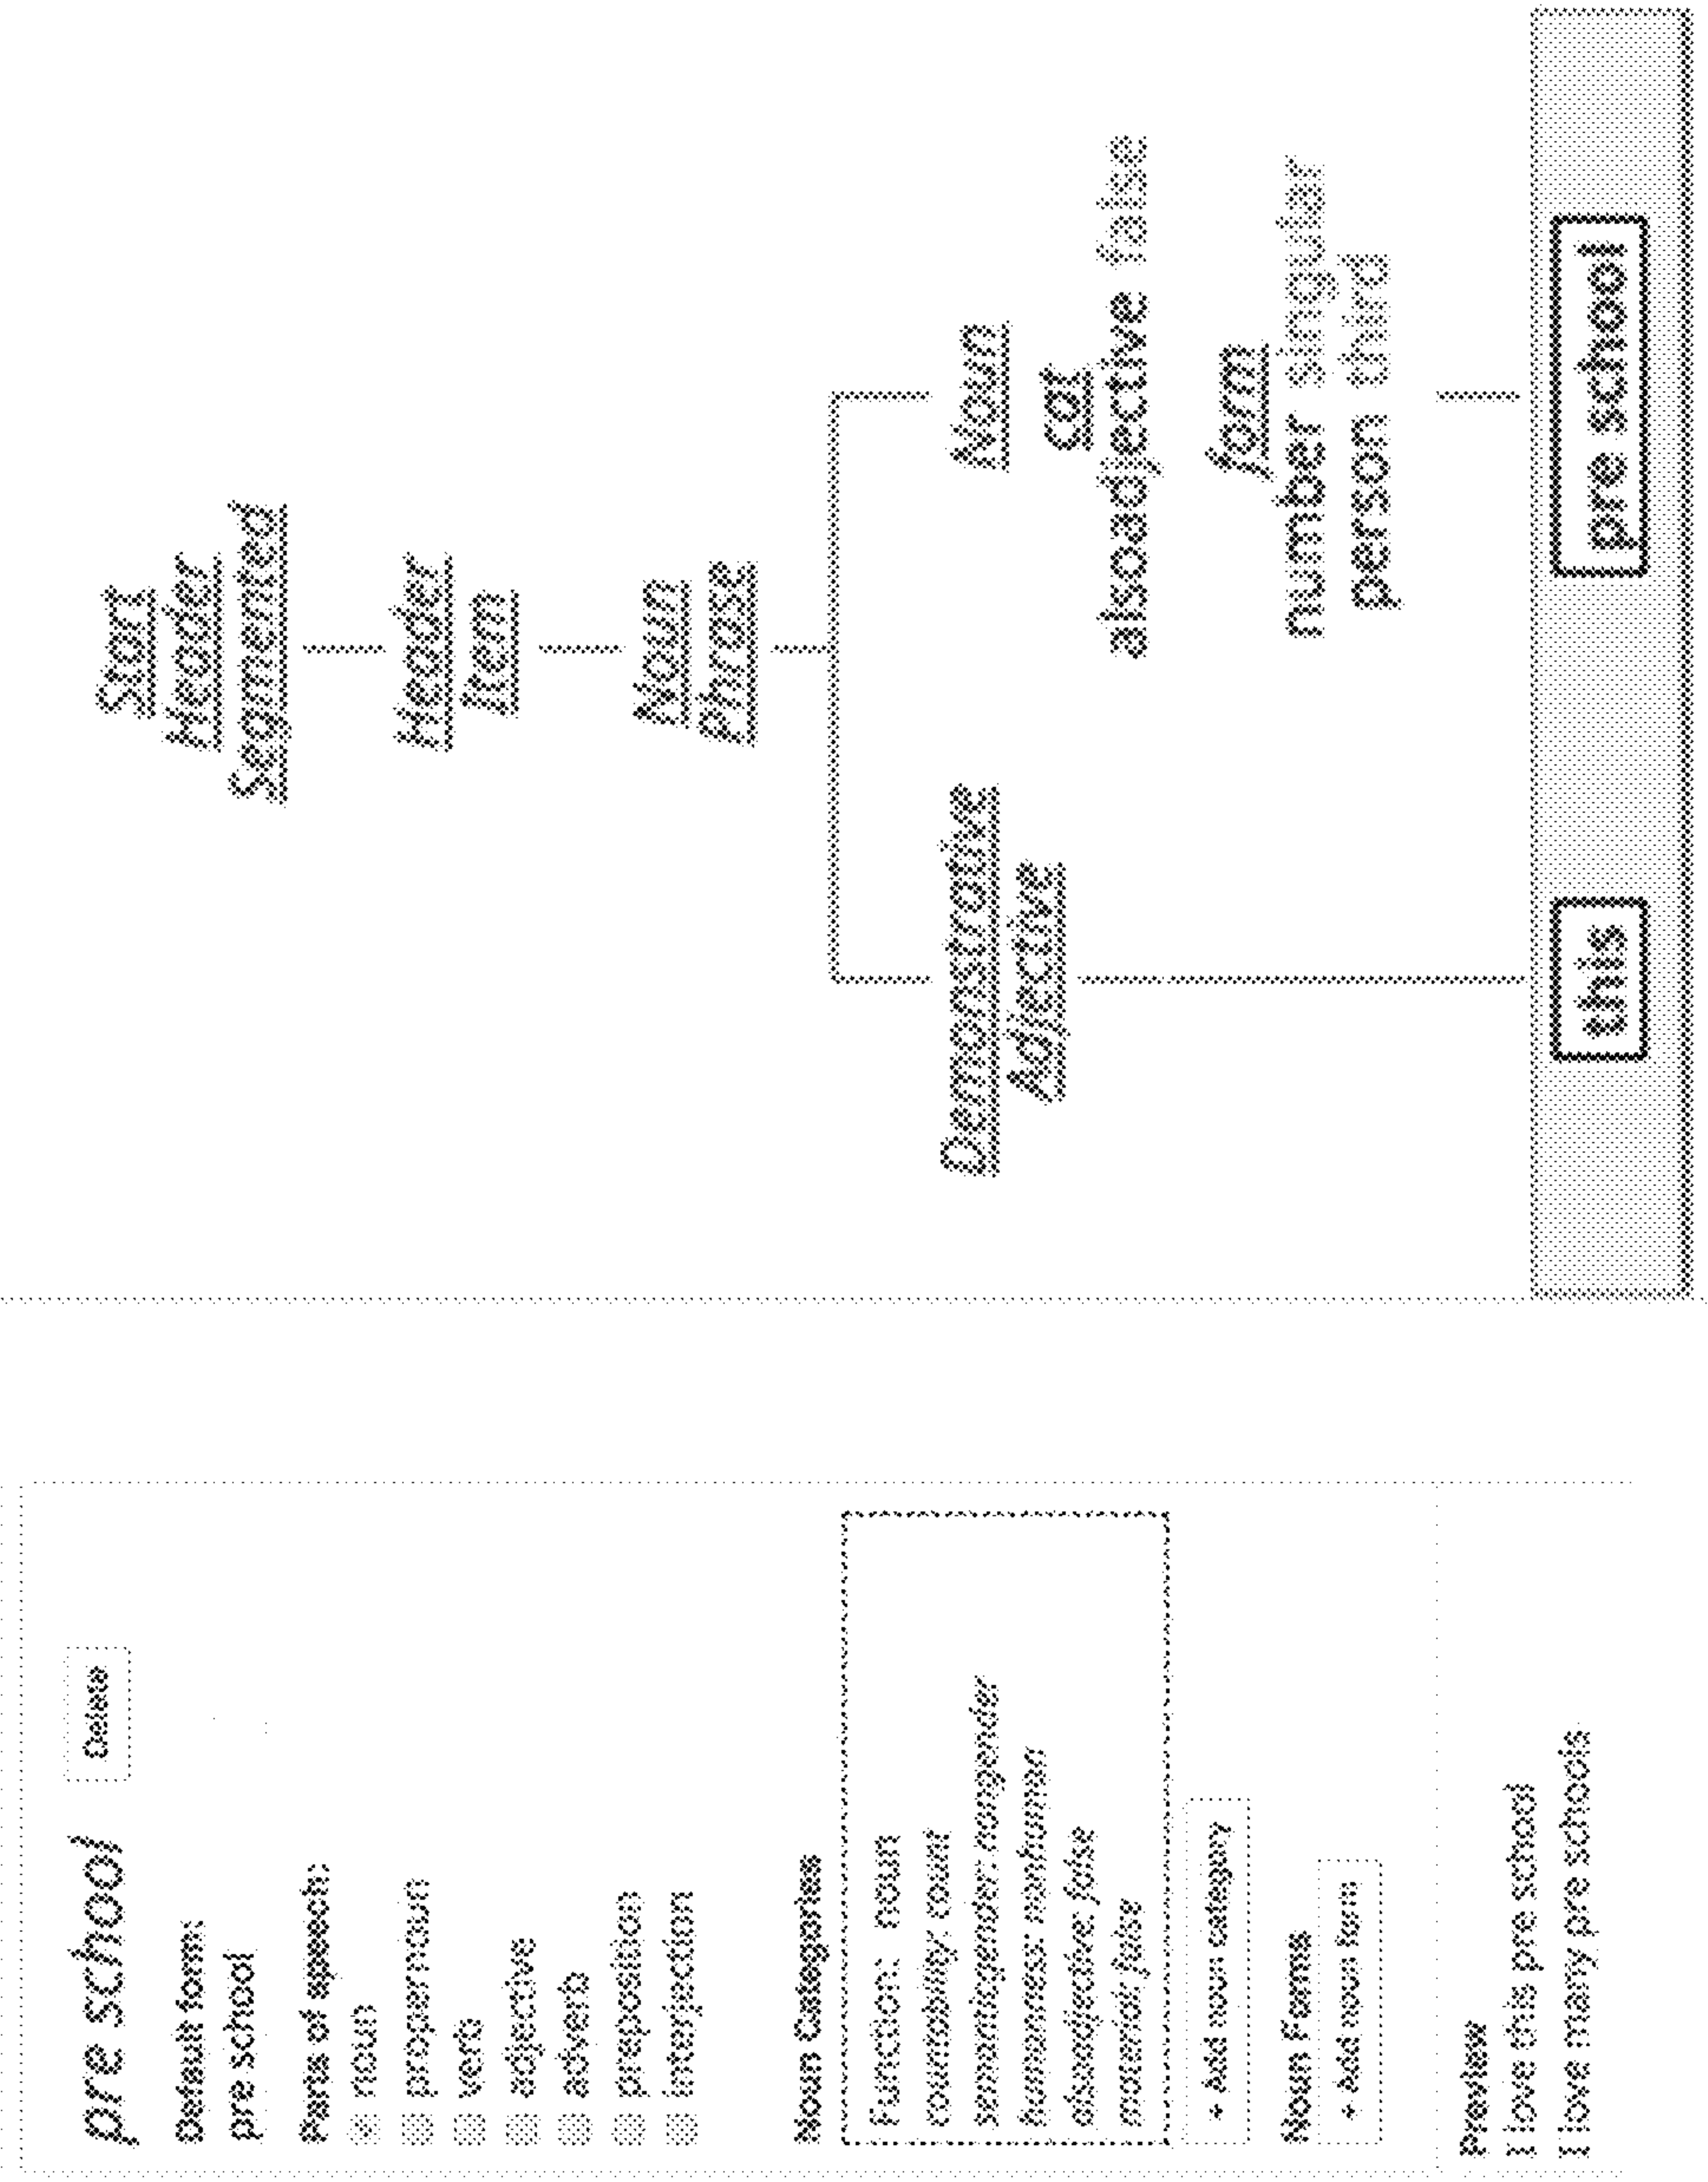 pre school
Delete
Default form:
pre school
Parts of speech:
noun
propernoun
verb
adjective
adverb
preposition
interjection
Noun Categories
Function: noun
countability: count
semanticgender: nongender
humanness: nonhuman
alsoadjective: false
material: false
+ Add noun category
Noun Forms
+ Add noun form
Preview
I love this pre school
I love many pre schools
Start
Header
Segmented
Header
Item
Noun
Phrase
Demonstrative
Adjective
Noun
cat
alsoadjective false
form
number singular
person third
this
pre school